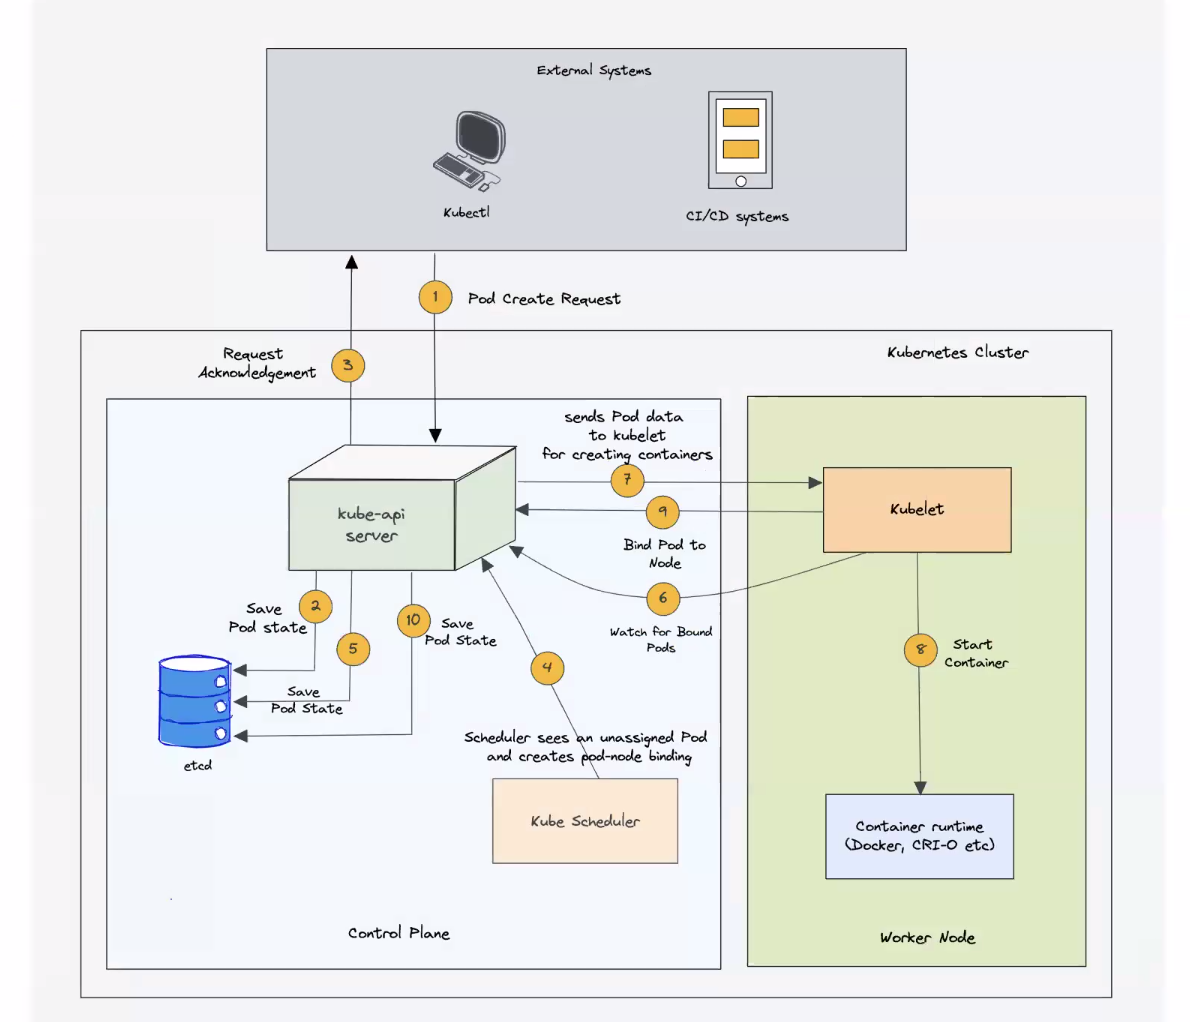 External Systems
Kubectl
CI/CD systems
1
Pod Create Request
Kubernetes Cluster
Request
Acknowledgement
3
sends Pod data
to kubelet
for creating containers
7
kube-api
server
9
Bind Pod to
Node
Kubelet
6
Watch for Bound
Pods
2
Save
Pod state
5
Save
Pod State
10
Save
Pod State
etcd
4
Scheduler sees an unassigned Pod
and creates pod-node binding
Kube Scheduler
8
Start
Container
Container runtime
(Docker, CRI-O etc)
Control Plane
Worker Node